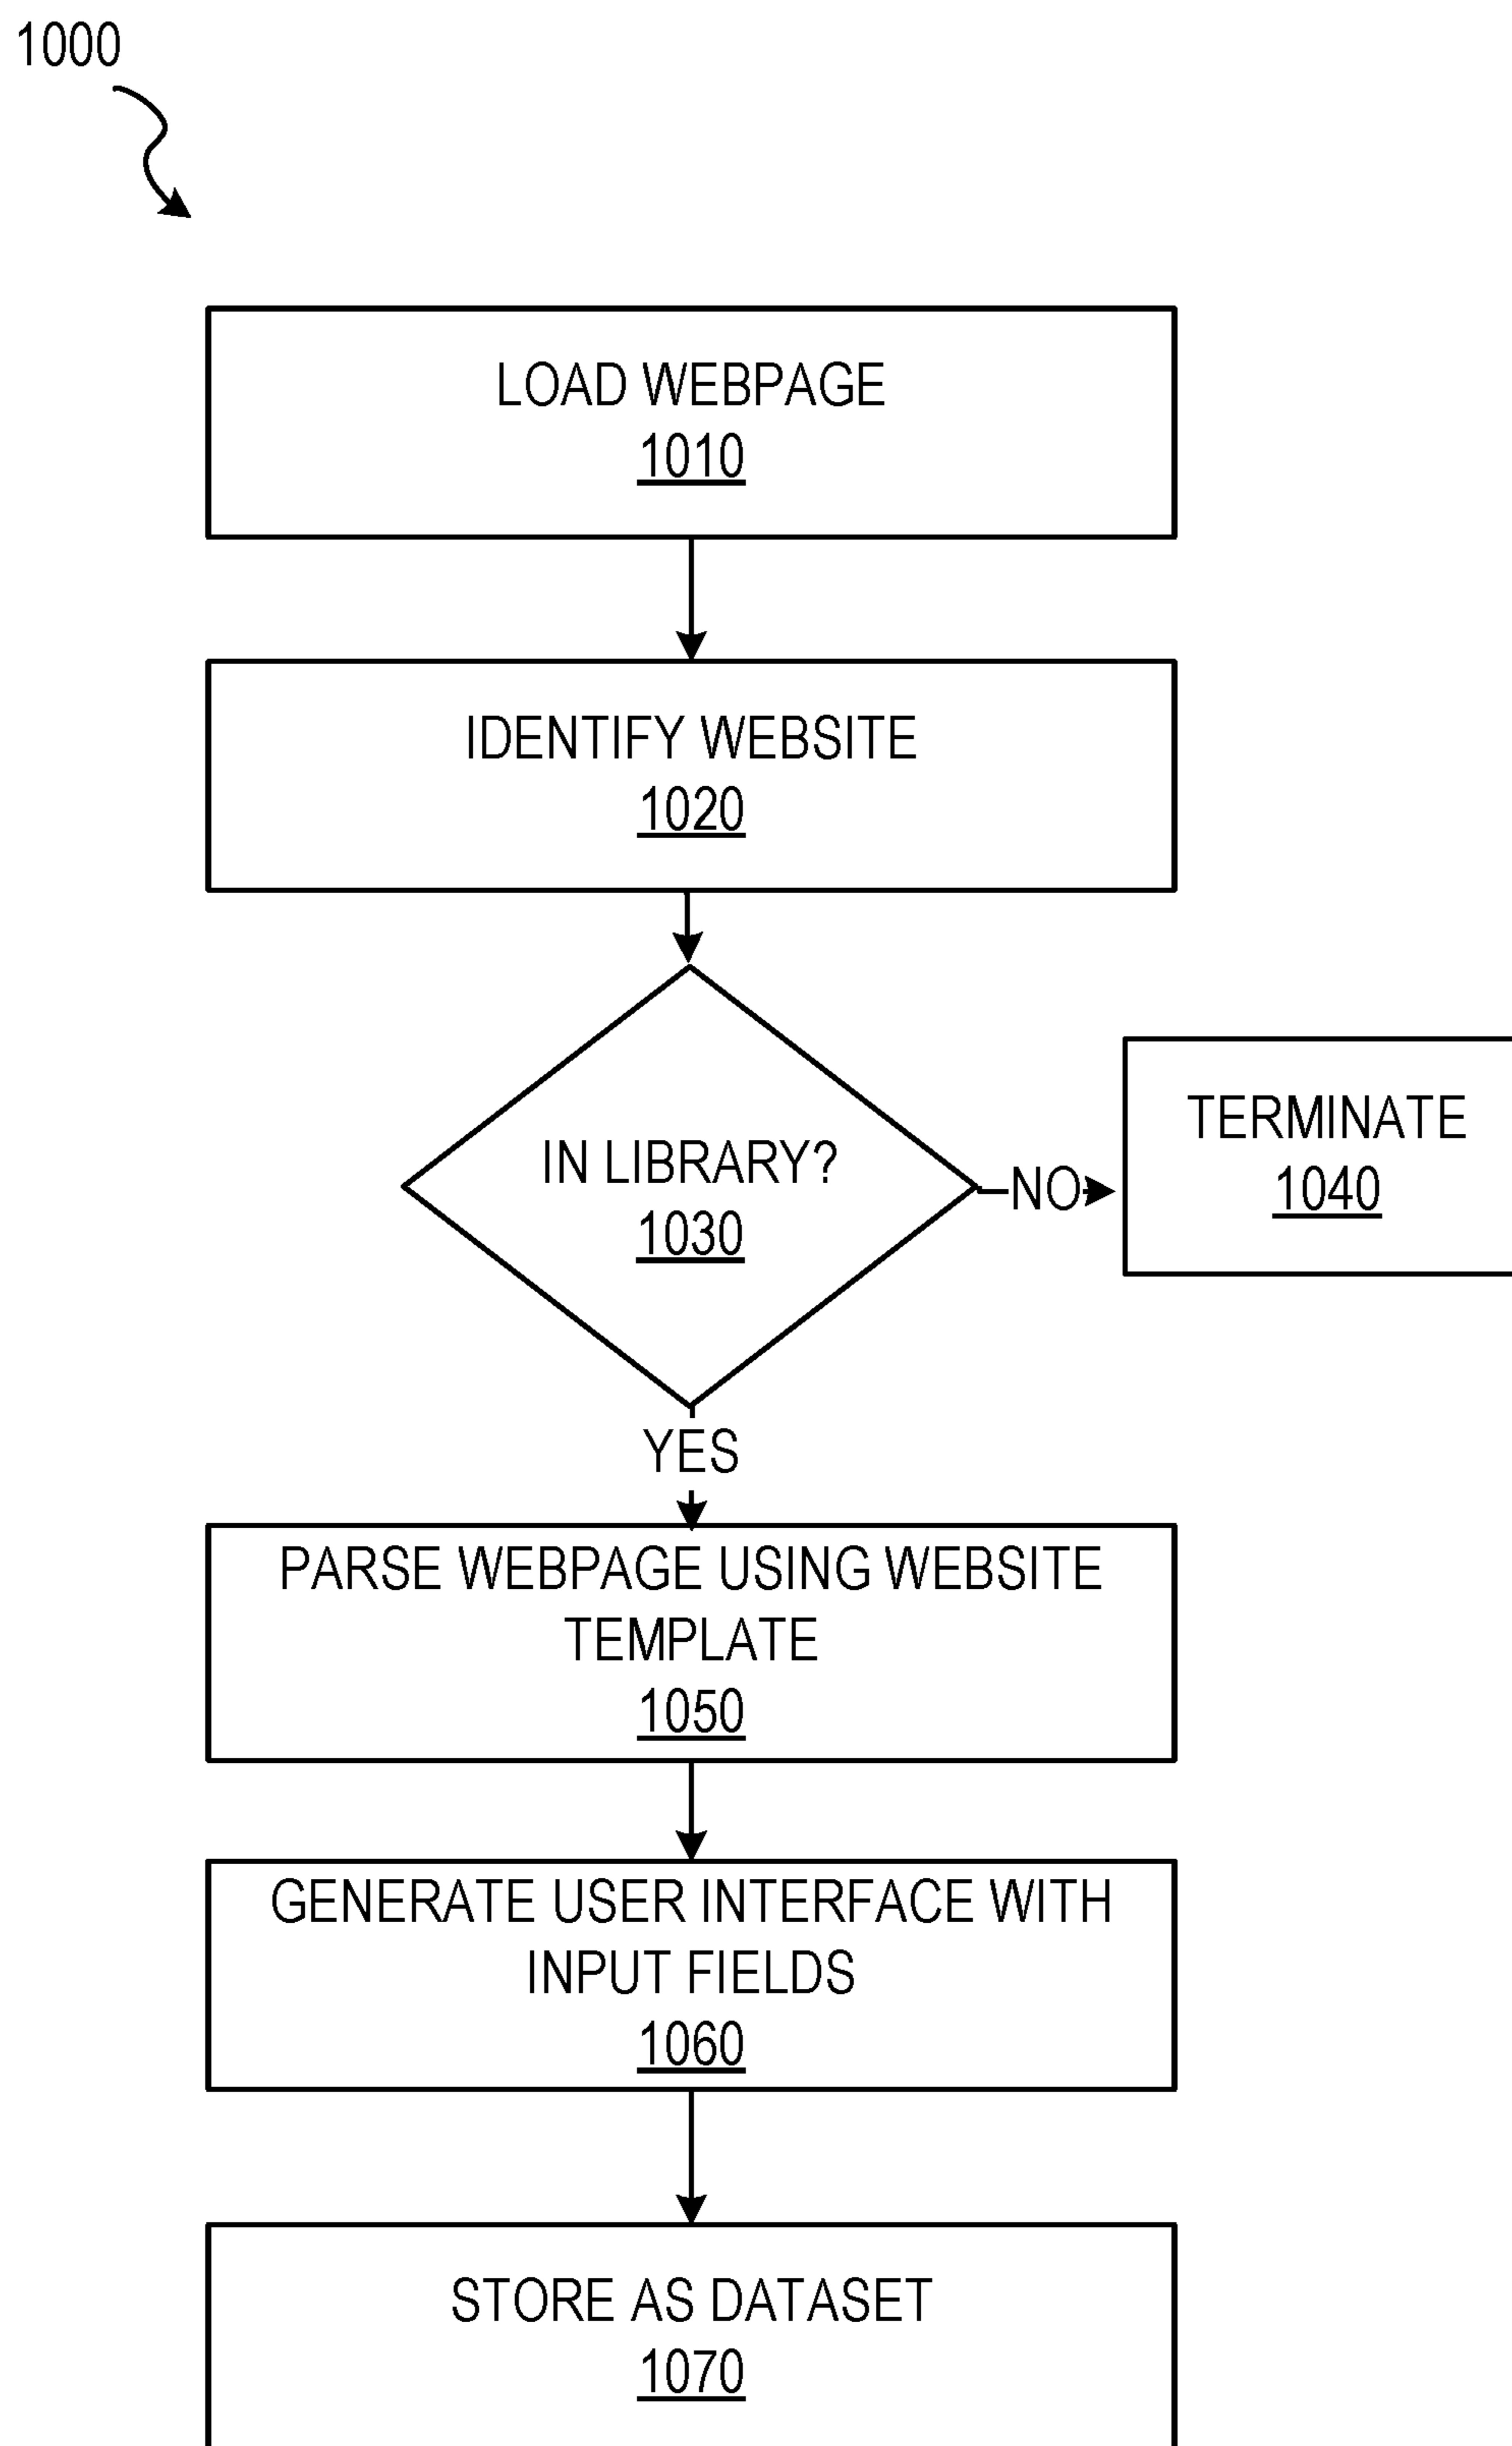 1000
LOAD WEBPAGE
1010
IDENTIFY WEBSITE
1020
IN LIBRARY?
1030
NO
TERMINATE
1040
YES
PARSE WEBPAGE USING WEBSITE
TEMPLATE
1050
GENERATE USER INTERFACE WITH
INPUT FIELDS
1060
STORE AS DATASET
1070